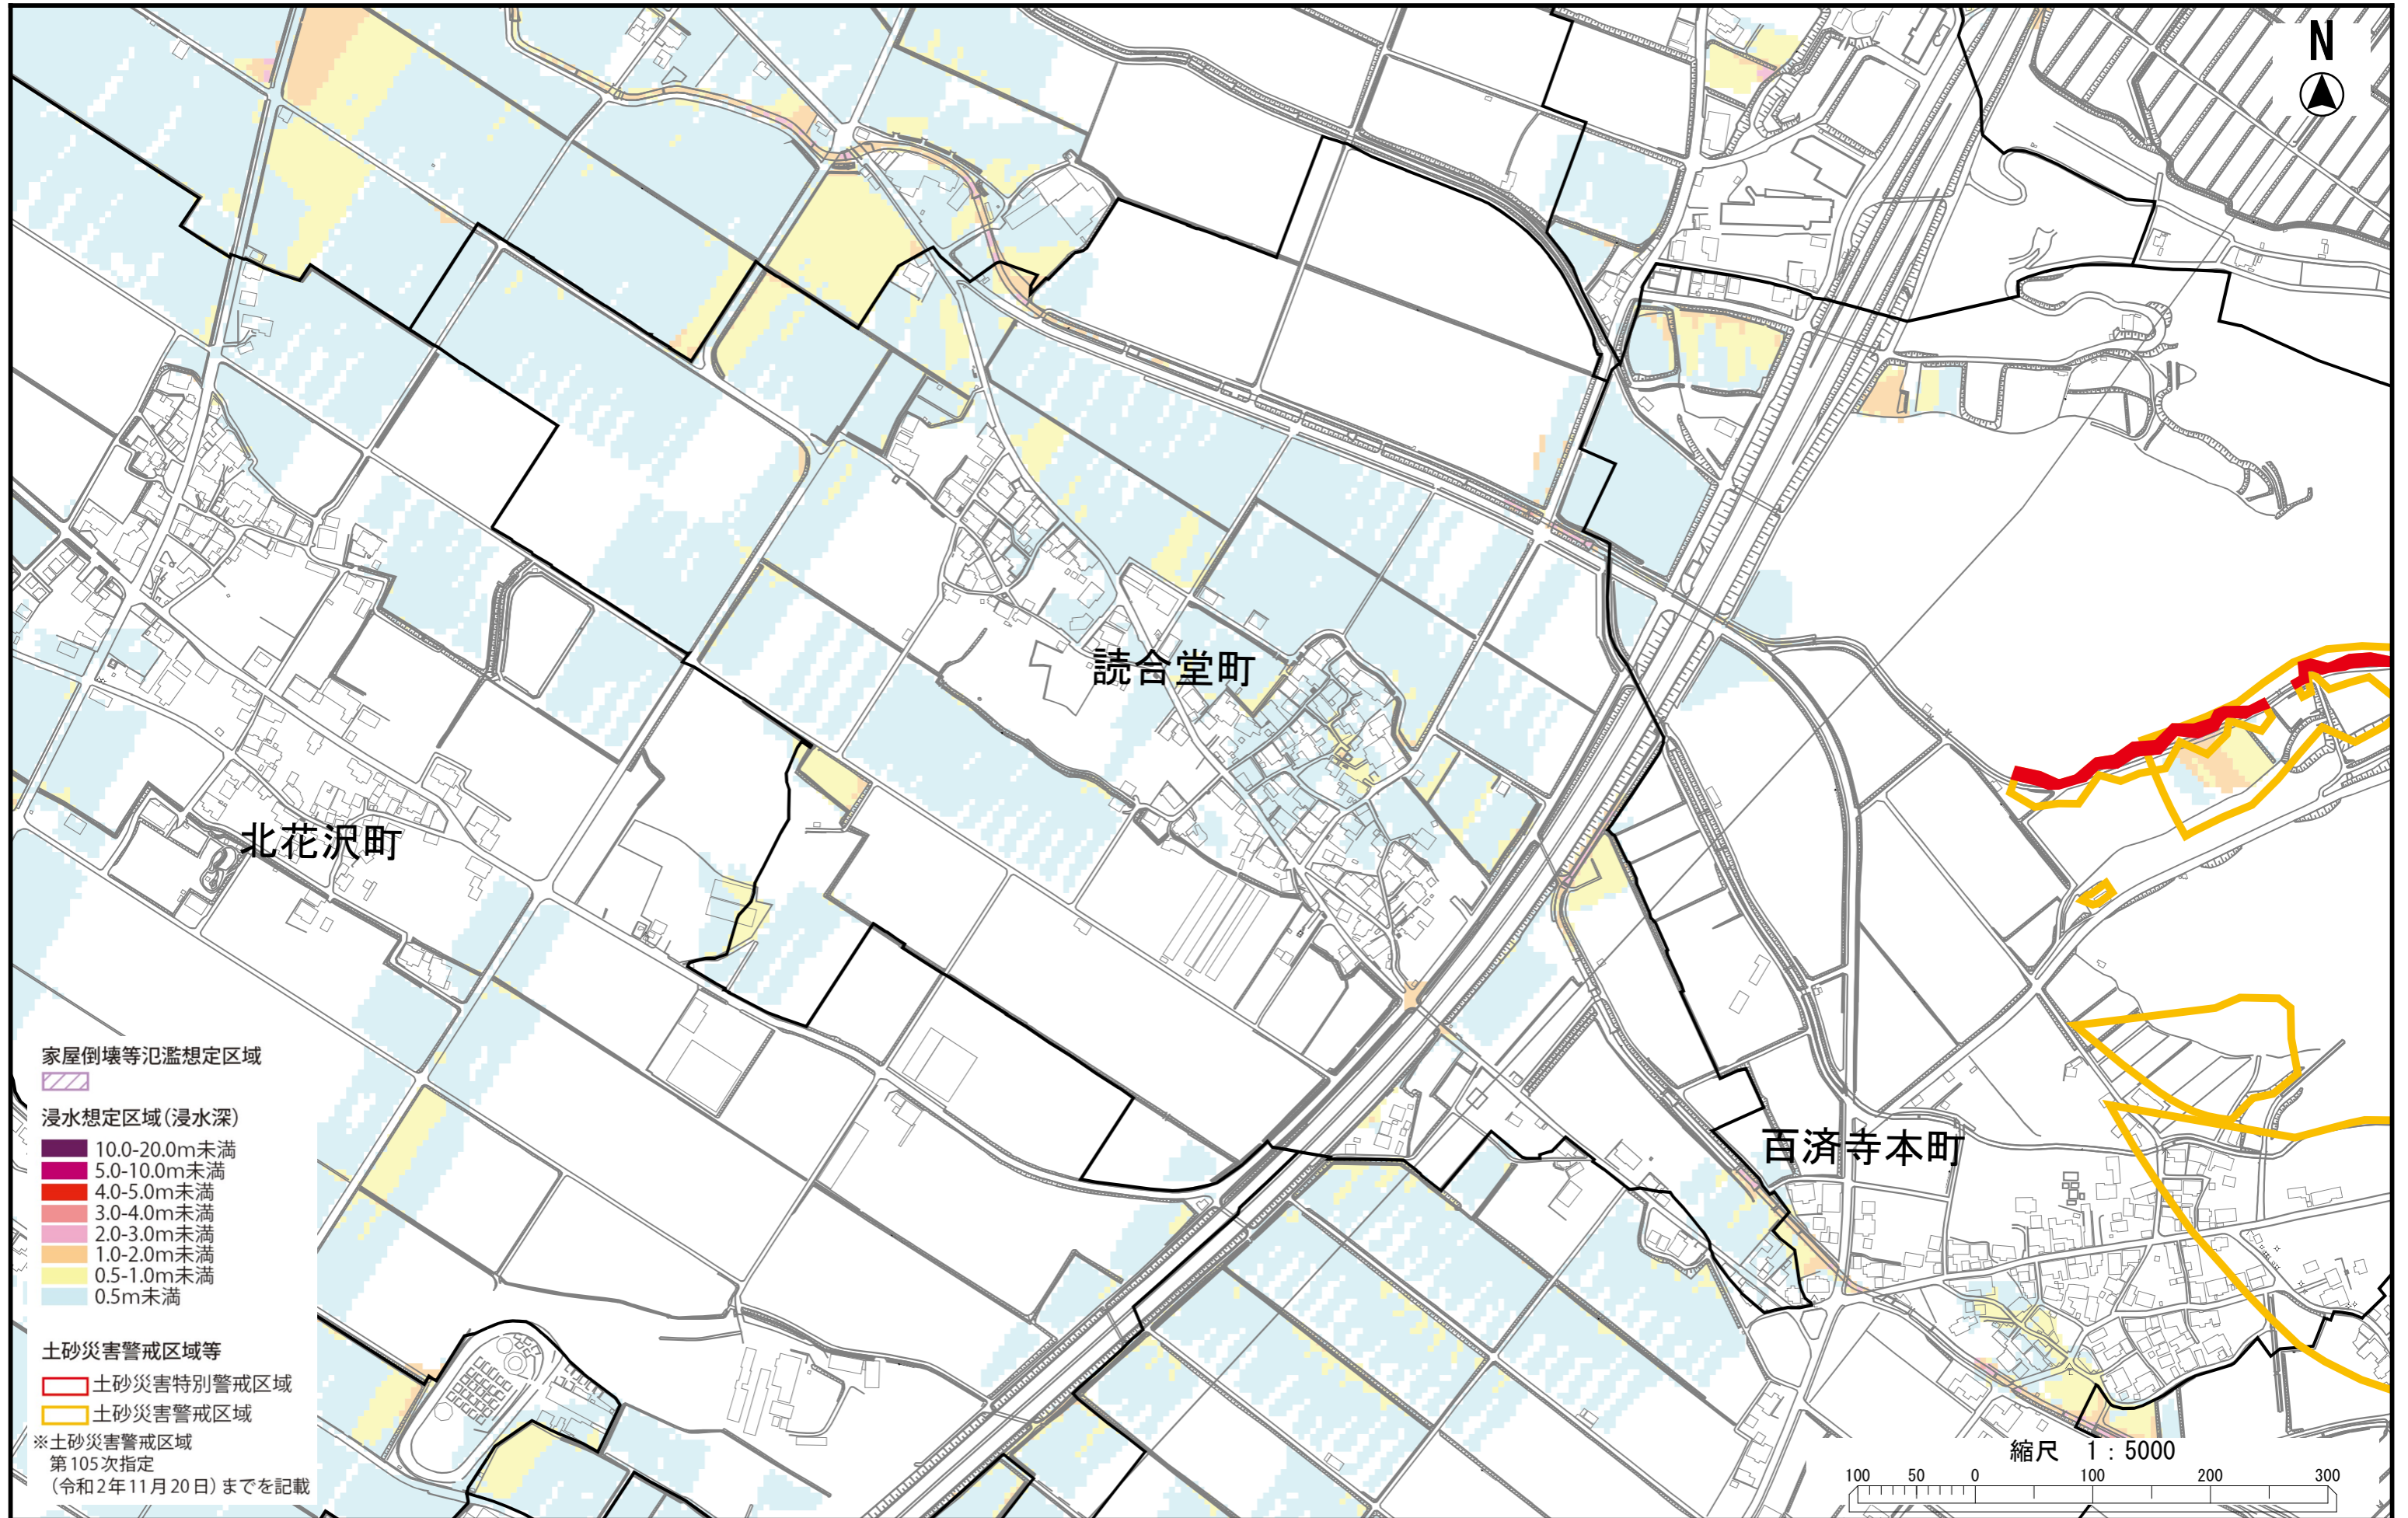 N
読合堂町
北花沢町
百済寺本町
家屋倒壊等氾濫想定区域
浸水想定区域(浸水深)
10.0-20.0m未満
5.0-10.0m未満
4.0-5.0m未満
3.0-4.0m未満
2.0-3.0m未満
1.0-2.0m未満
0.5-1.0m未満
0.5m未満
土砂災害警戒区域等
土砂災害特別警戒区域
土砂災害警戒区域
※土砂災害警戒区域
第105次指定
(令和2年11月20日)までを記載
縮尺 1:5000
100 50 0 100 200 300